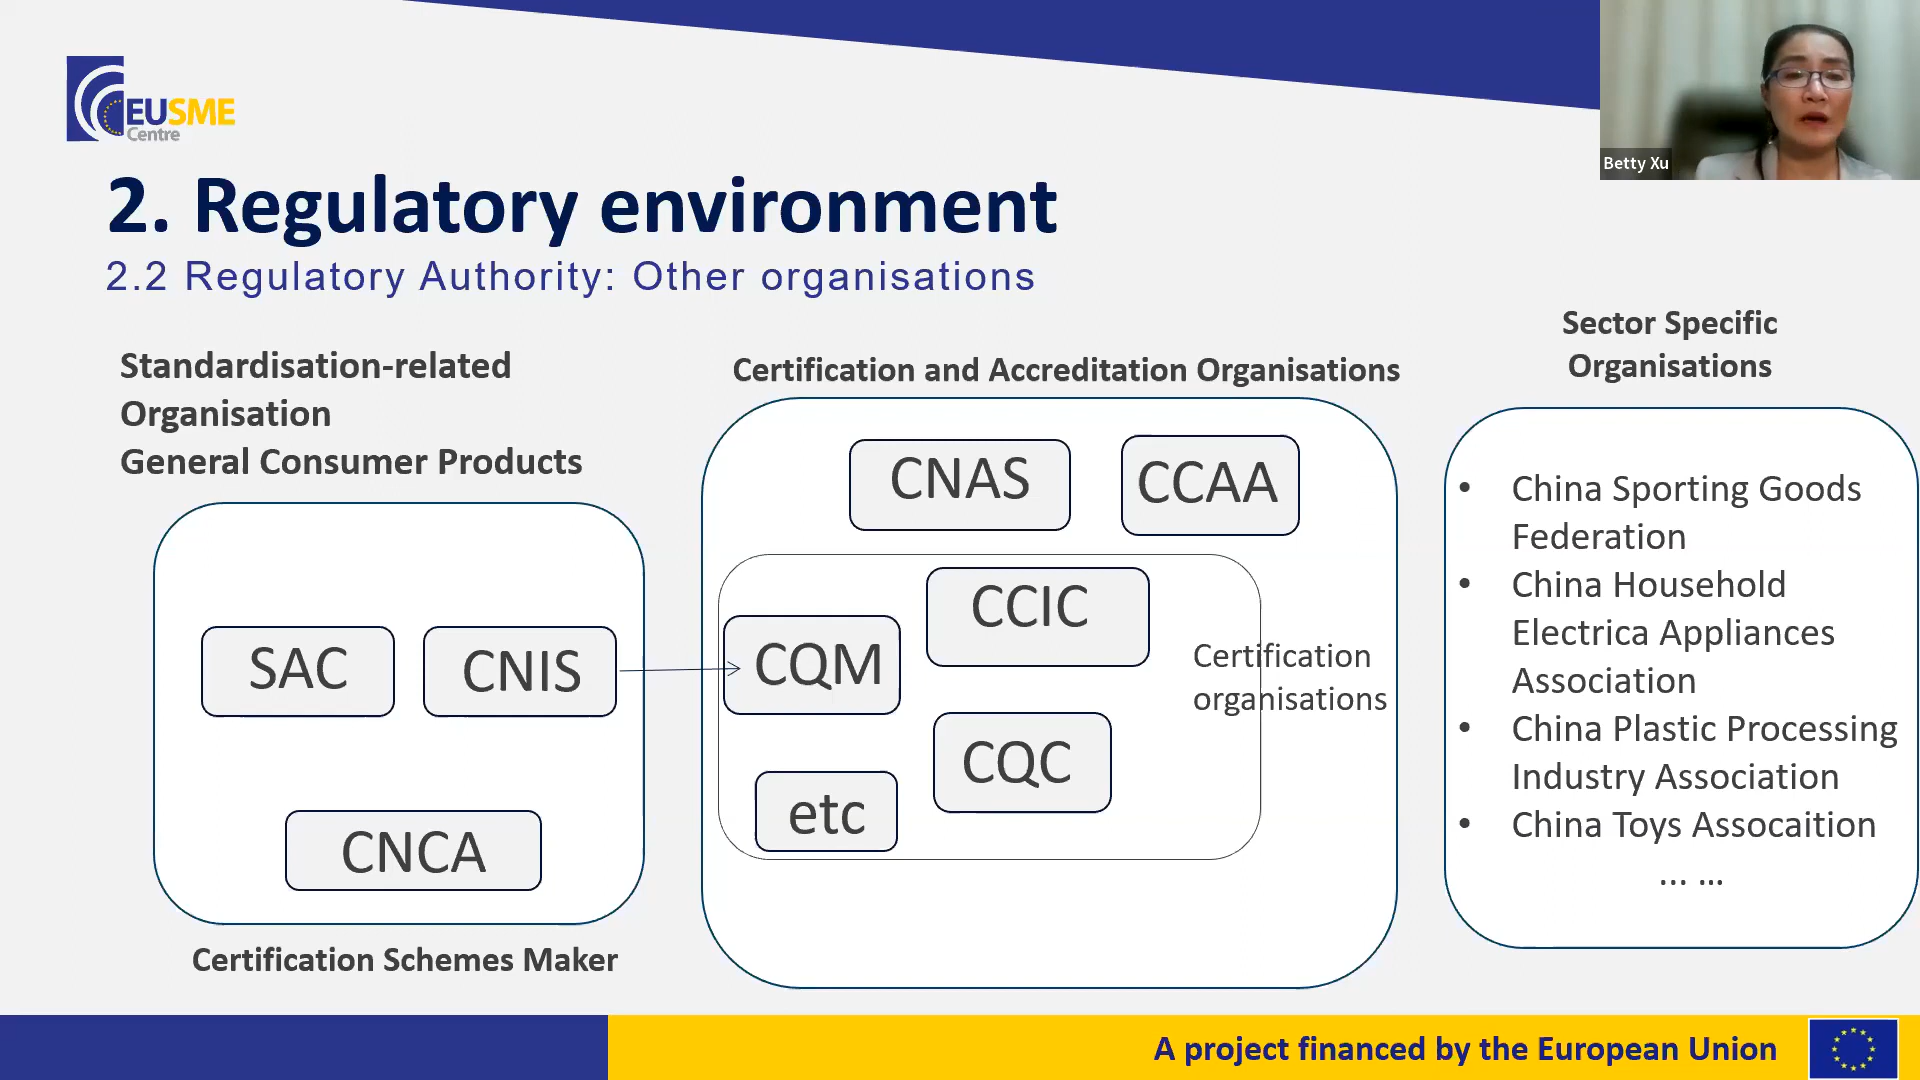 EUSME
Centre
Betty Xu
2. Regulatory environment
2.2 Regulatory Authority: Other organisations
Standardisation-related
Organisation
General Consumer Products
SAC
CNIS
CNCA
Certification Schemes Maker
Certification and Accreditation Organisations
CNAS
CCAA
CCIC
CQM
CQC
etc
Certification
organisations
Sector Specific
Organisations
• China Sporting Goods
Federation
• China Household
Electrica Appliances
Association
• China Plastic Processing
Industry Association
• China Toys Assocaition
... ...
A project financed by the European Union